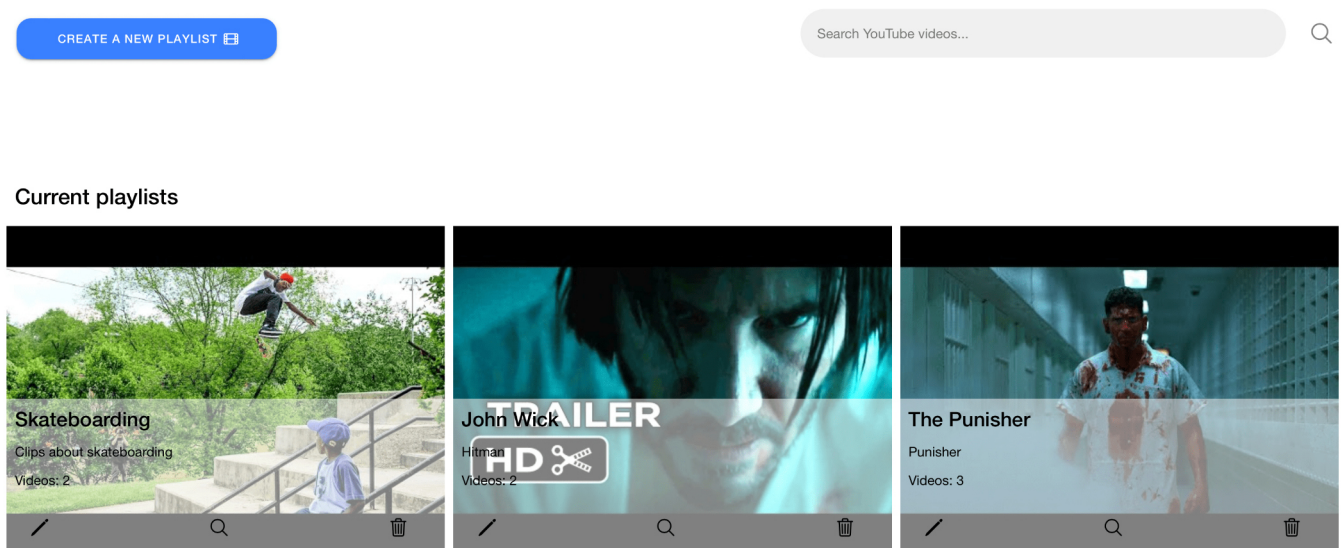 CREATE A NEW PLAYLIST
Search YouTube videos...
Current playlists
Skateboarding
Clips about skateboarding
Videos: 2
TRAILER
John Wick
HD
Hitman
Videos: 2
The Punisher
Punisher
Videos: 3